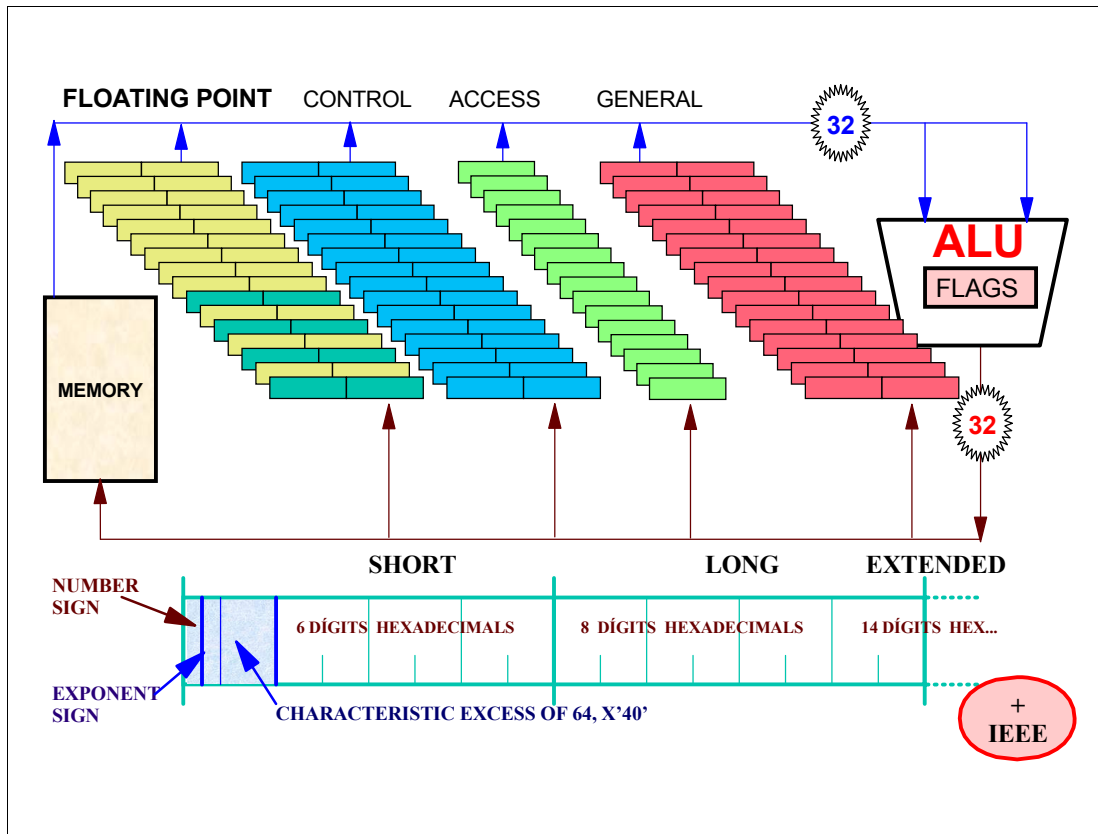 FLOATING POINT
CONTROL
ACCESS
GENERAL
32
ALU
FLAGS
MEMORY
32
SHORT
LONG
EXTENDED
NUMBER
SIGN
6 DÍGITS HEXADECIMALS
8 DÍGITS HEXADECIMALS
14 DÍGITS HEX...
EXPONENT
SIGN
CHARACTERISTIC EXCESS OF 64, X'40'
+
IEEE